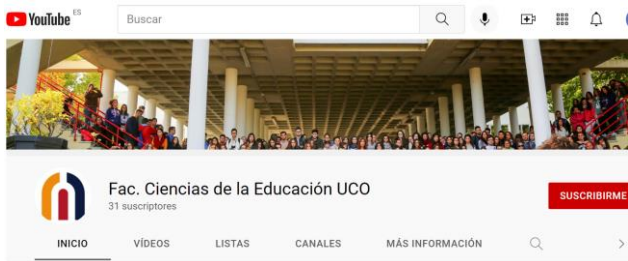 YouTube ES
Buscar
Fac. Ciencias de la Educación UCO
31 suscriptores
SUSCRIBIRME
INICIO VÍDEOS LISTAS CANALES MÁS INFORMACIÓN